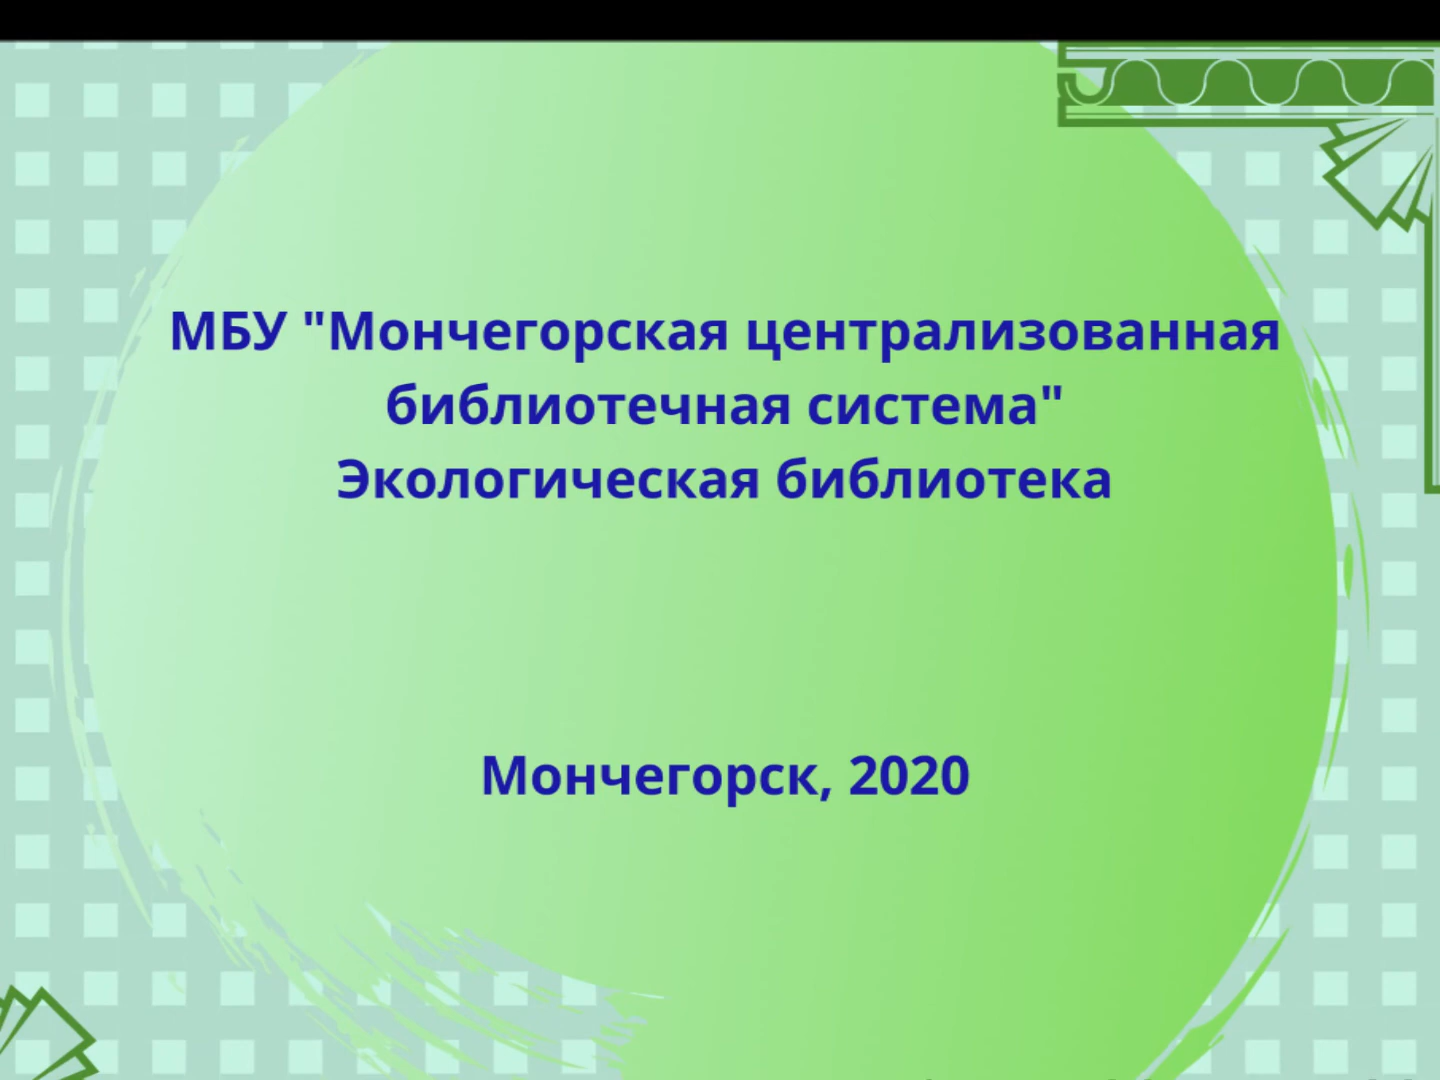 МБУ "Мончегорская централизованная
библиотечная система"
Экологическая библиотека
Мончегорск, 2020